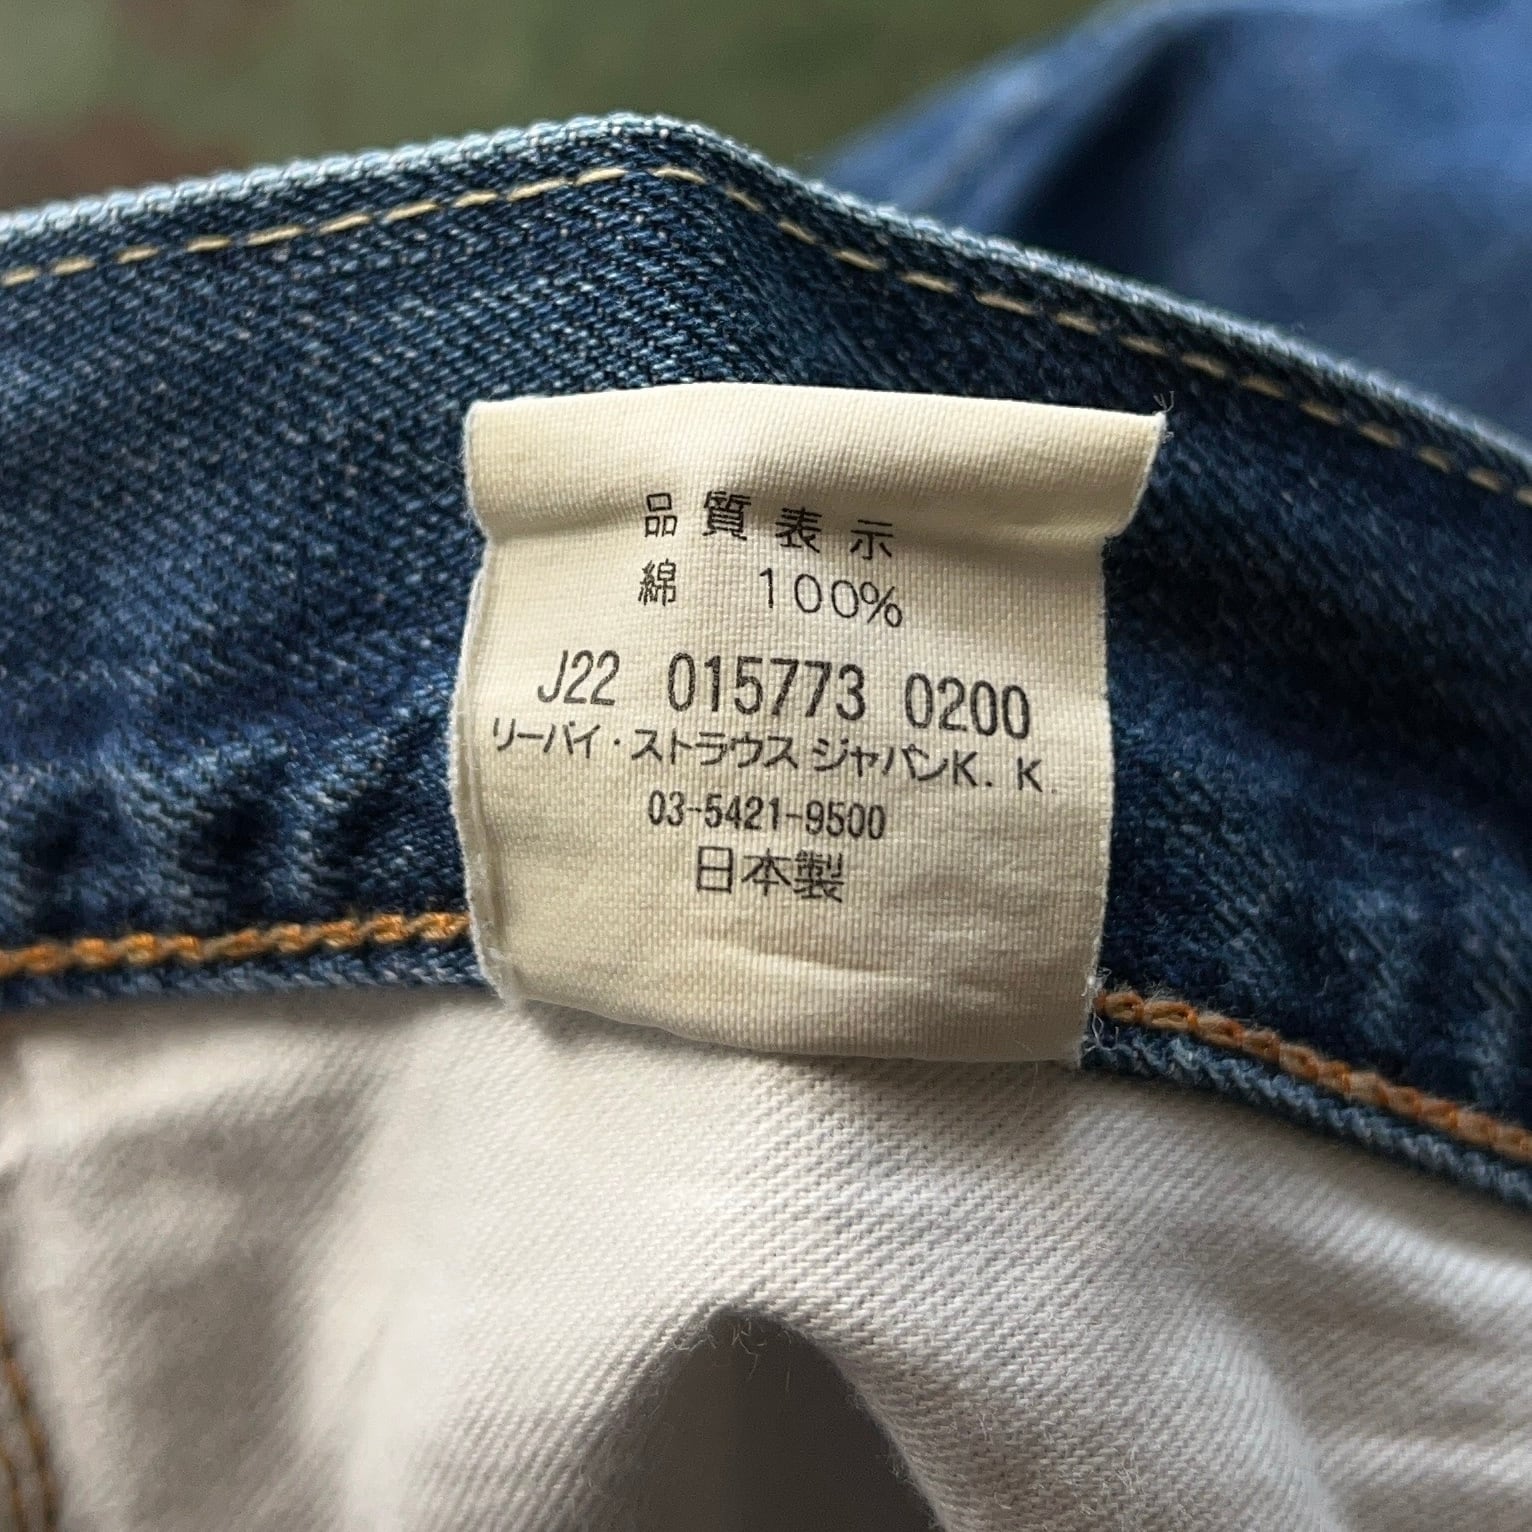 品質表示
綿 100%
J22 015773 0200
リーバイ・ストラウス ジャパンK. K.
03-5421-9500
日本製